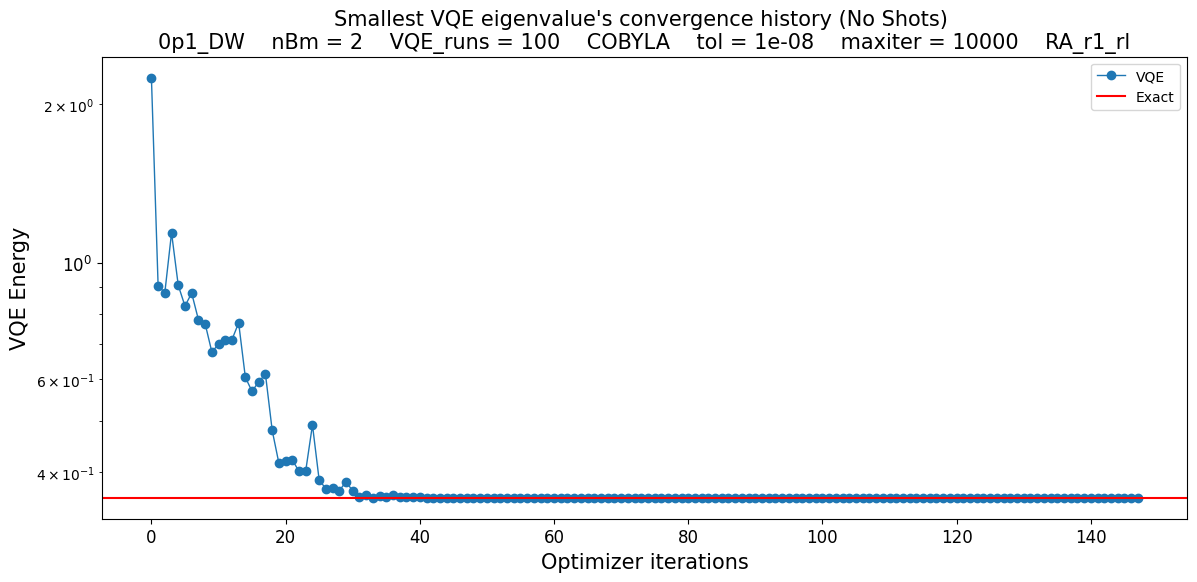 Smallest VQE eigenvalue's convergence history (No Shots)
0p1_DW nBm = 2 VQE_runs = 100 COBYLA tol = 1e-08 maxiter = 10000 RA_r1_rl
VQE
Exact
VQE Energy
2 × 10⁰
10⁰
6 × 10⁻¹
4 × 10⁻¹
0 20 40 60 80 100 120 140
Optimizer iterations